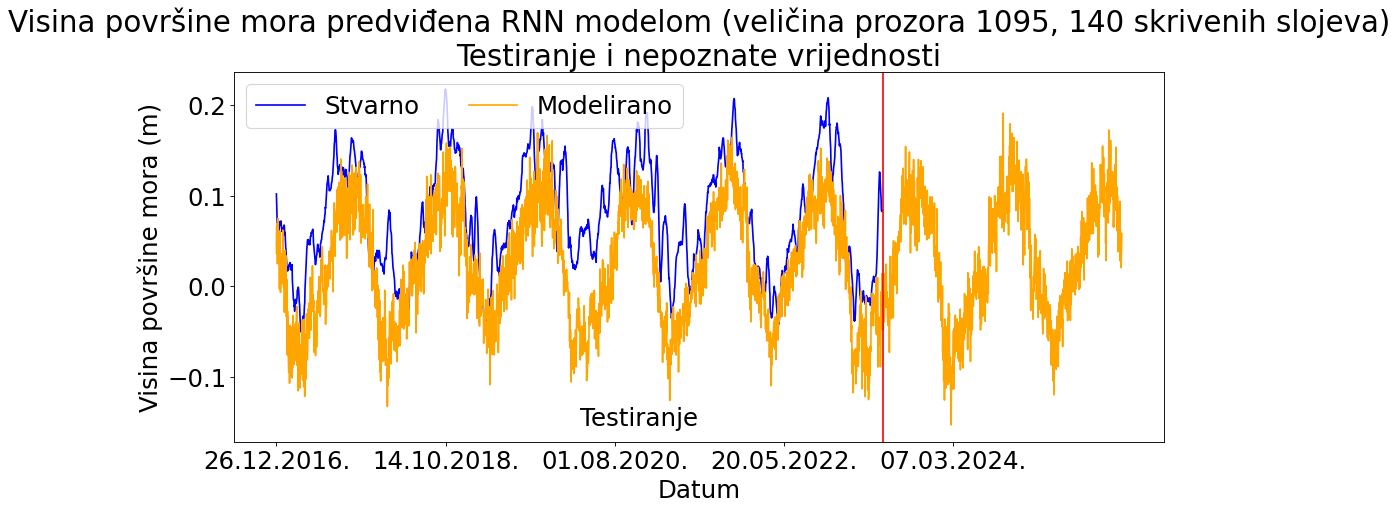 Visina površine mora predviđena RNN modelom (veličina prozora 1095, 140 skrivenih slojeva)
Testiranje i nepoznate vrijednosti
Stvarno
Modelirano
Visina površine mora (m)
0.2
0.1
0.0
−0.1
Testiranje
26.12.2016.
14.10.2018.
01.08.2020.
20.05.2022.
07.03.2024.
Datum